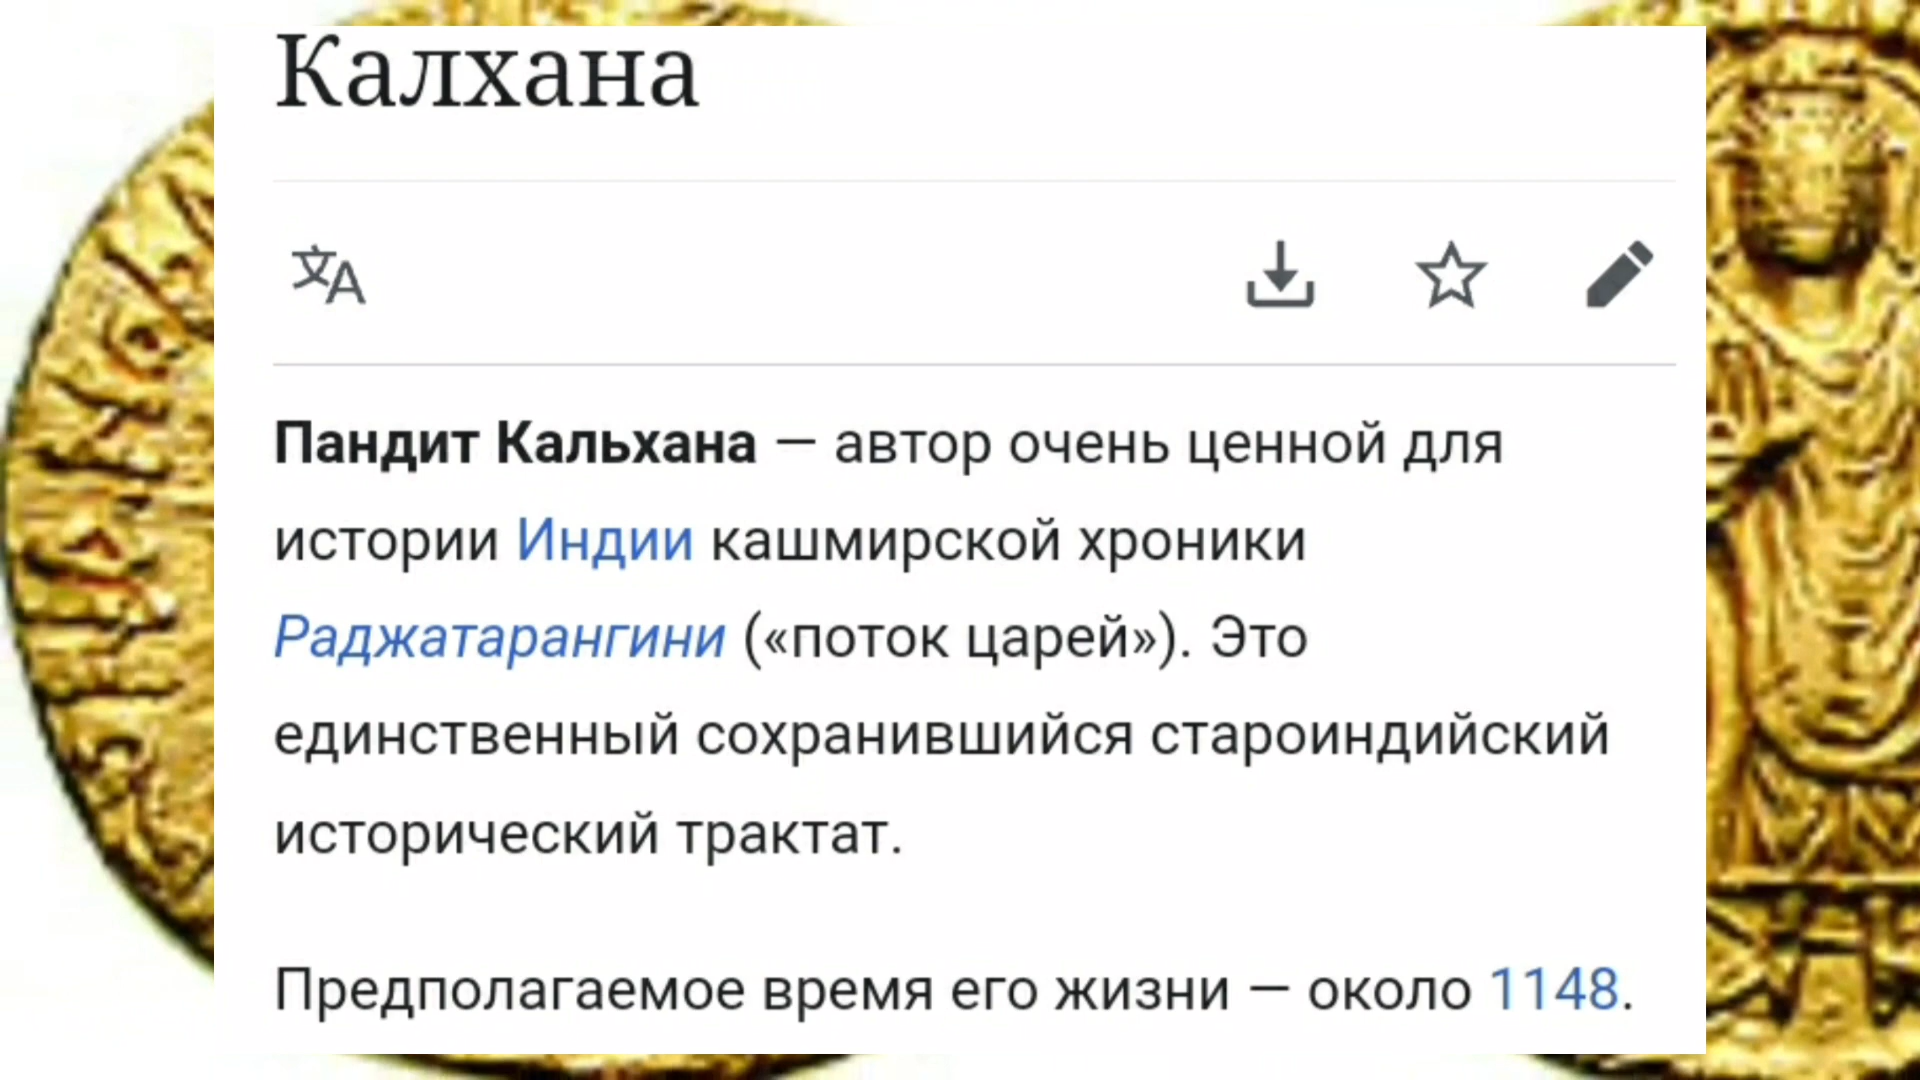 Калхана
Пандит Кальхана — автор очень ценной для
истории Индии кашмирской хроники
Раджатарангини («поток царей»). Это
единственный сохранившийся староиндийский
исторический трактат.
Предполагаемое время его жизни — около 1148.